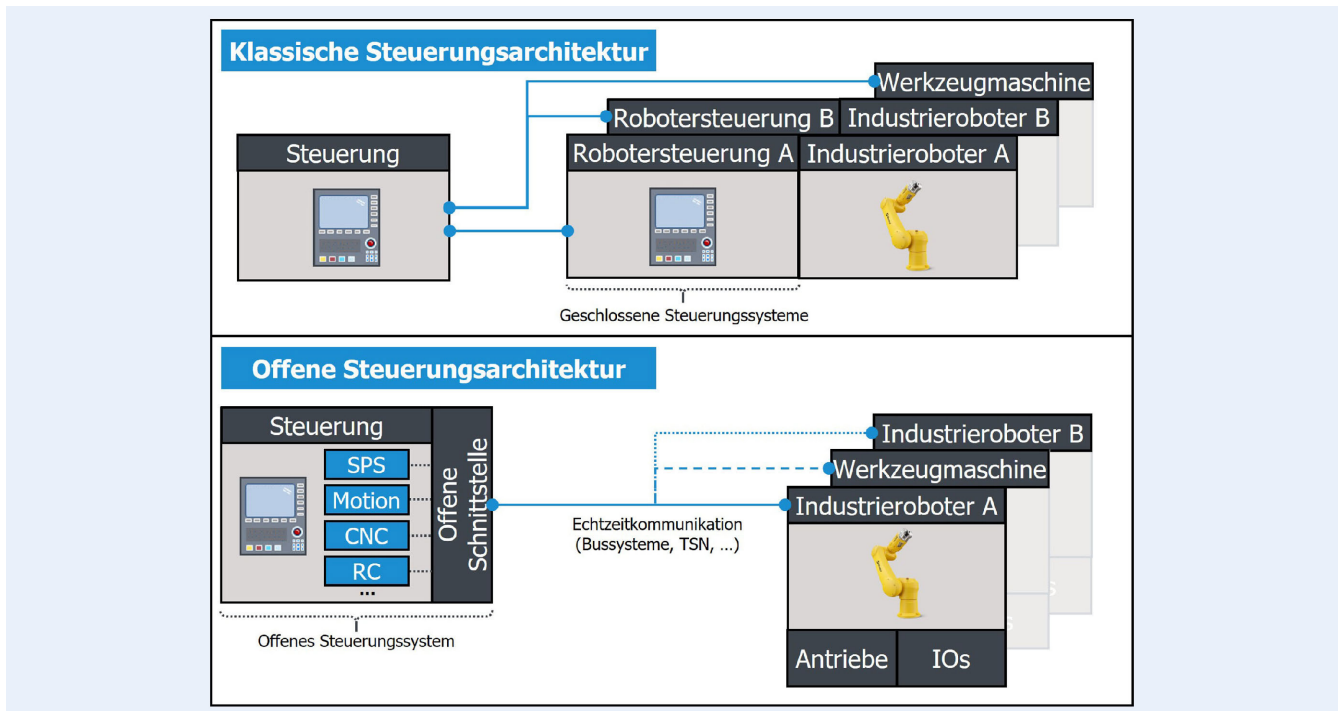 Klassische Steuerungsarchitektur
Werkzeugmaschine
Robotersteuerung B
Industrieroboter B
Steuerung
Robotersteuerung A
Industrieroboter A
Geschlossene Steuerungssysteme
Offene Steuerungsarchitektur
Steuerung
SPS
Motion
CNC
RC
...
Offene
Schnittstelle
Offenes Steuerungssystem
Echtzeitkommunikation
(Bussysteme, TSN, ...)
Industrieroboter B
Werkzeugmaschine
Industrieroboter A
Antriebe
IOs
s
s